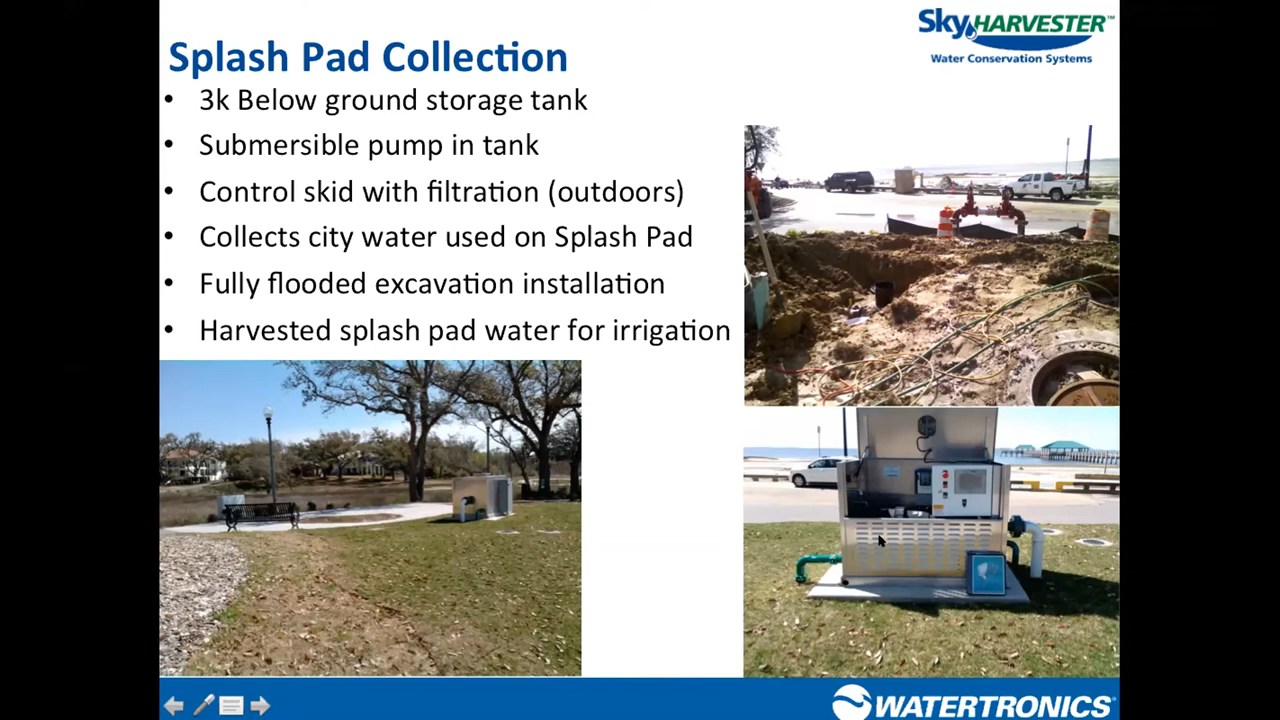 SkyHARVESTER™
Water Conservation Systems
Splash Pad Collection
• 3k Below ground storage tank
• Submersible pump in tank
• Control skid with filtration (outdoors)
• Collects city water used on Splash Pad
• Fully flooded excavation installation
• Harvested splash pad water for irrigation
WATERTRONICS